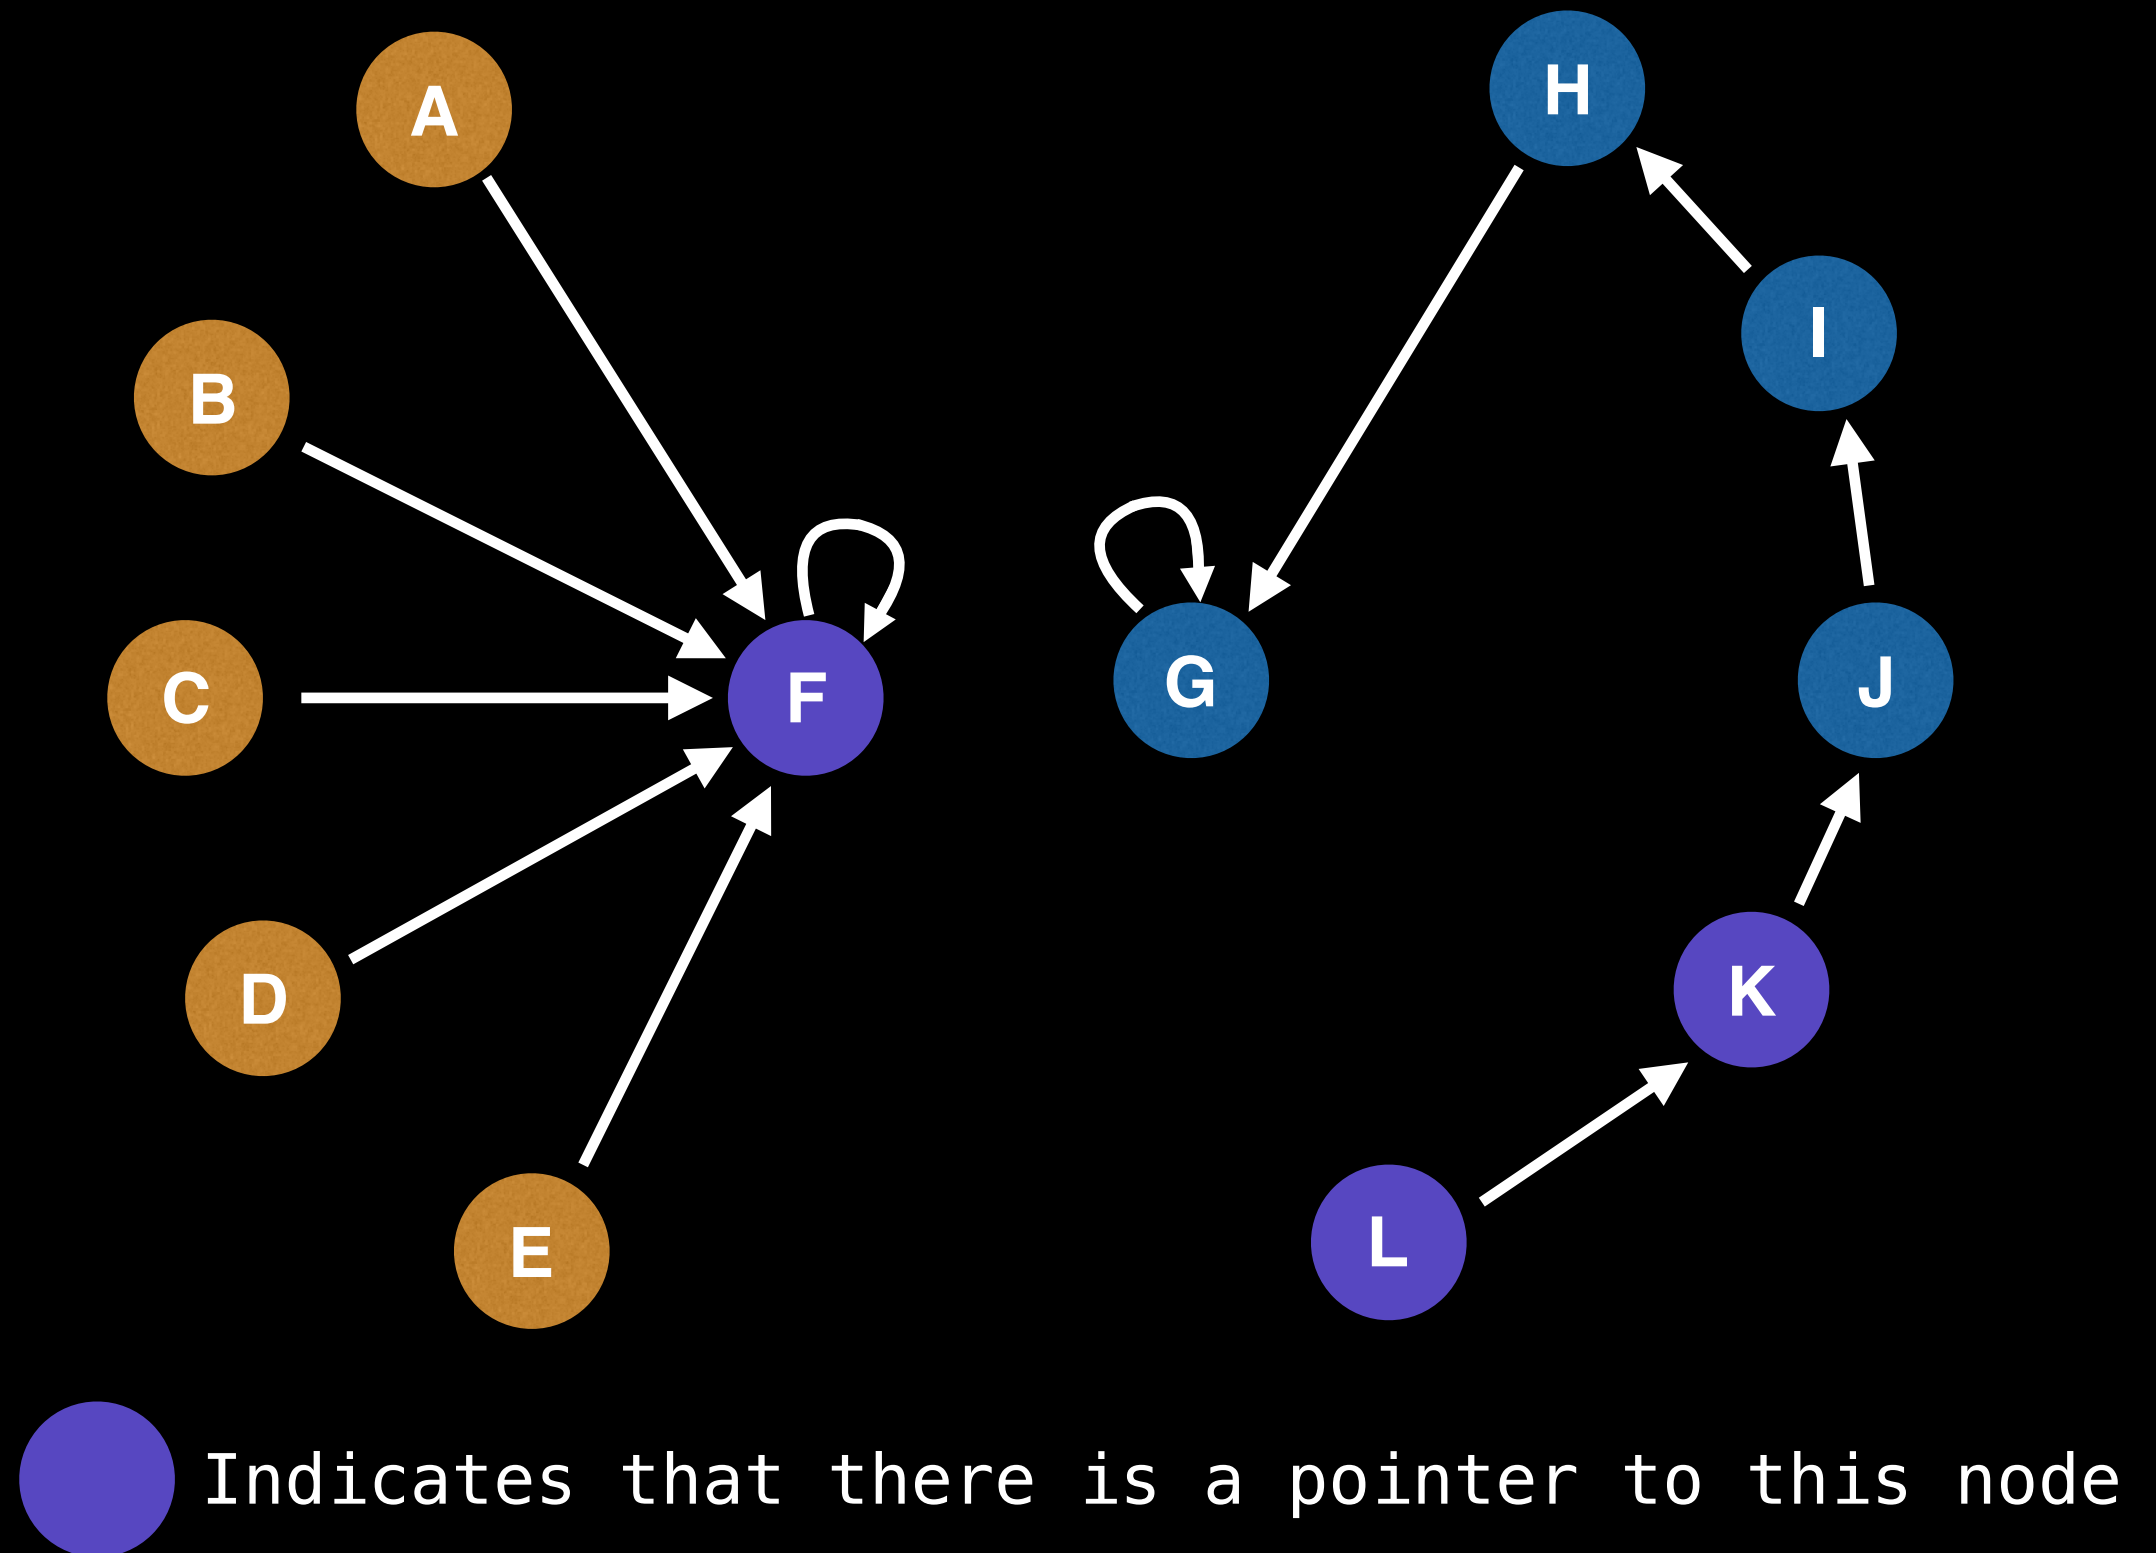 A
H
B
I
C
F
G
J
D
K
E
L
Indicates that there is a pointer to this node